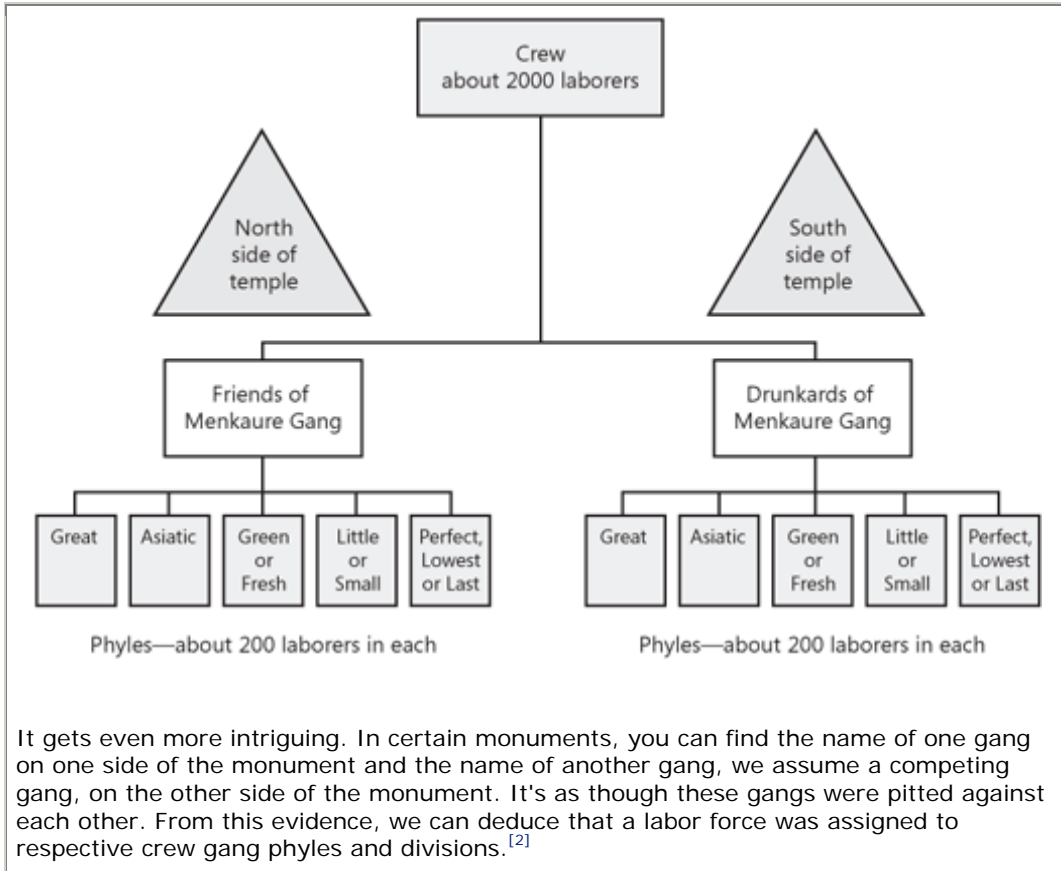 Crew
about 2000 laborers
North
side of
temple
South
side of
temple
Friends of
Menkaure Gang
Drunkards of
Menkaure Gang
Great
Asiatic
Green
or
Fresh
Little
or
Small
Perfect,
Lowest
or Last
Great
Asiatic
Green
or
Fresh
Little
or
Small
Perfect,
Lowest
or Last
Phyles—about 200 laborers in each
Phyles—about 200 laborers in each
It gets even more intriguing. In certain monuments, you can find the name of one gang
on one side of the monument and the name of another gang, we assume a competing
gang, on the other side of the monument. It's as though these gangs were pitted against
each other. From this evidence, we can deduce that a labor force was assigned to
respective crew gang phyles and divisions.[2]